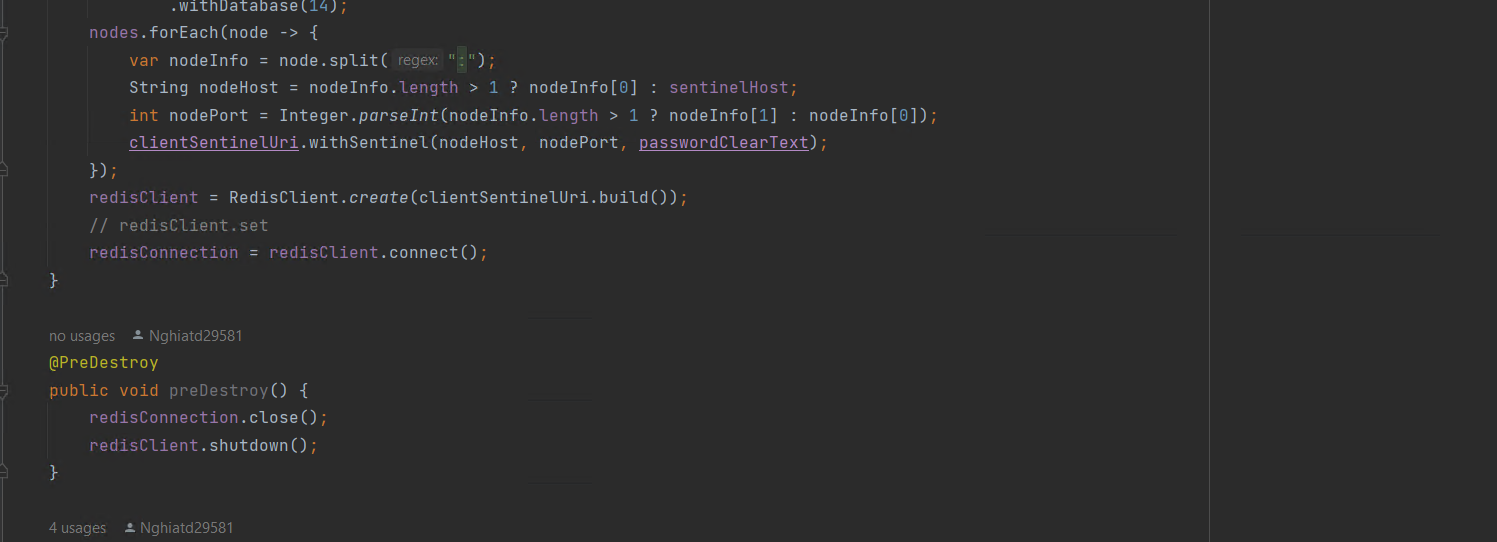 .withDatabase(14);
nodes.forEach(node -> {
var nodeInfo = node.split( regex: ":");
String nodeHost = nodeInfo.length > 1 ? nodeInfo[0] : sentinelHost;
int nodePort = Integer.parseInt(nodeInfo.length > 1 ? nodeInfo[1] : nodeInfo[0]);
clientSentinelUri.withSentinel(nodeHost, nodePort, passwordClearText);
});
redisClient = RedisClient.create(clientSentinelUri.build());
// redisClient.set
redisConnection = redisClient.connect();
}
no usages Nghiatd29581
@PreDestroy
public void preDestroy() {
redisConnection.close();
redisClient.shutdown();
}
4 usages Nghiatd29581